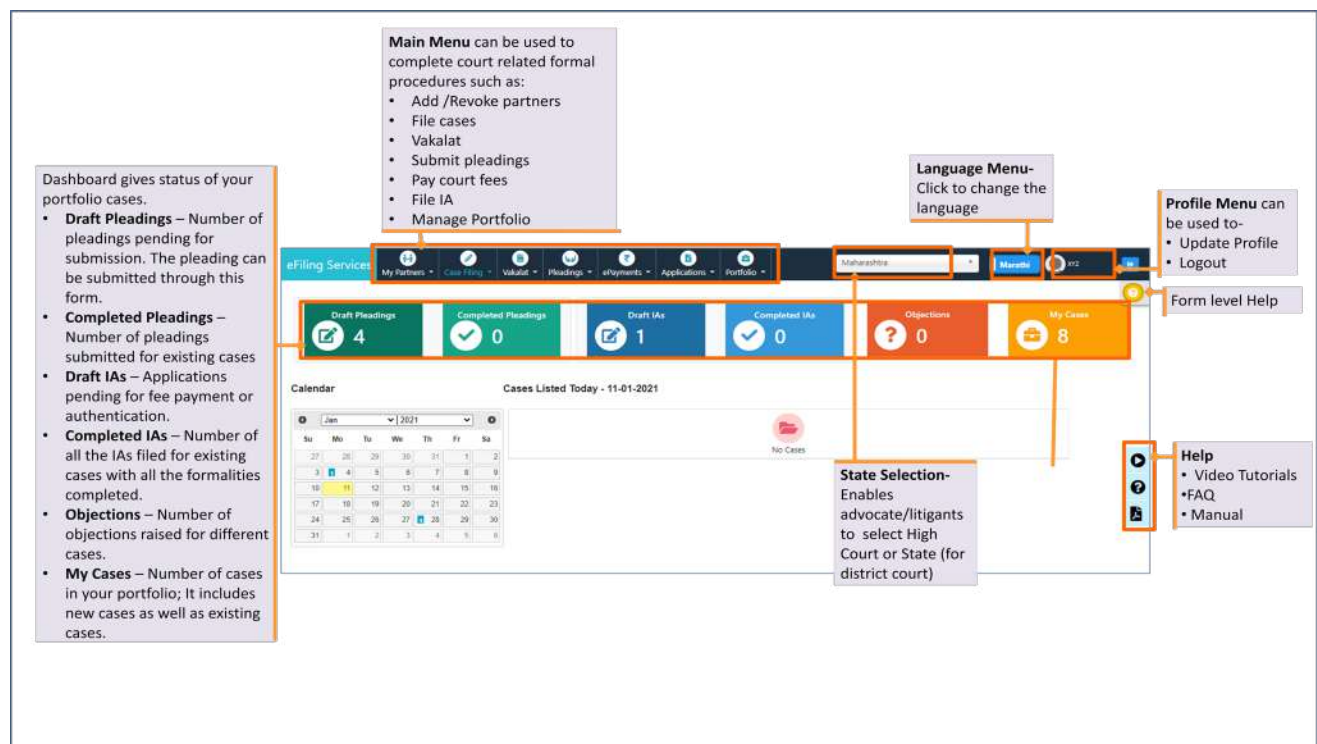 Main Menu can be used to
complete court related formal
procedures such as:
• Add /Revoke partners
• File cases
• Vakalat
• Submit pleadings
• Pay court fees
• File IA
• Manage Portfolio
Language Menu-
Click to change the
language
Profile Menu can
be used to-
• Update Profile
• Logout
Form level Help
Dashboard gives status of your
portfolio cases.
• Draft Pleadings – Number of
pleadings pending for
submission. The pleading can
be submitted through this
form.
• Completed Pleadings –
Number of pleadings
submitted for existing cases
• Draft IAs – Applications
pending for fee payment or
authentication.
• Completed IAs – Number of
all the IAs filed for existing
cases with all the formalities
completed.
• Objections – Number of
objections raised for different
cases.
• My Cases – Number of cases
in your portfolio; It includes
new cases as well as existing
cases.
eFiling Services
My Partners Case Filing Vakalat Pleadings ePayments Applications Portfolio
Maharashtra
Marathi
XYZ
Draft Pleadings
4
Completed Pleadings
0
Draft IAs
1
Completed IAs
0
Objections
0
My Cases
8
Calendar
Cases Listed Today - 11-01-2021
Jan 2021
Su Mo Tu We Th Fr Sa
27 28 29 30 31 1 2
3 4 5 6 7 8 9
10 11 12 13 14 15 16
17 18 19 20 21 22 23
24 25 26 27 28 29 30
31 1 2 3 4 5 6
No Cases
State Selection-
Enables
advocate/litigants
to select High
Court or State (for
district court)
Help
• Video Tutorials
•FAQ
• Manual